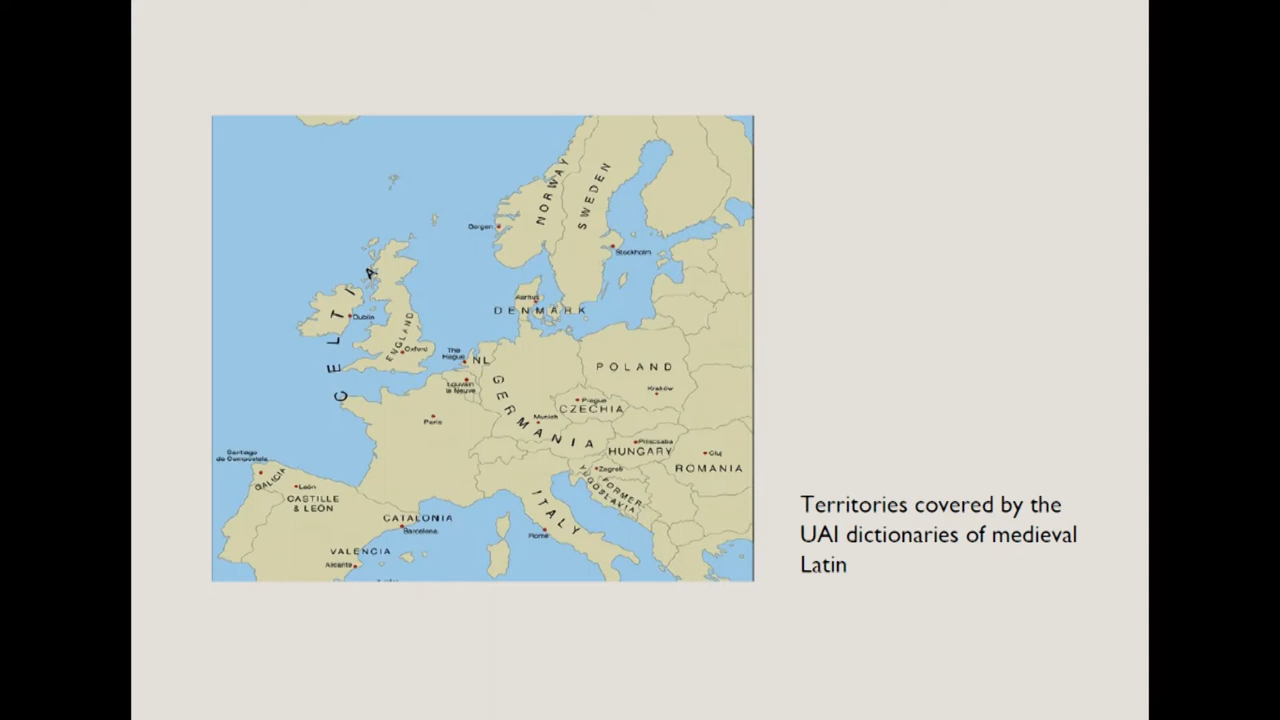 NORWAY
SWEDEN
Bergen
Stockholm
CELTIA
Aarhus
DENMARK
Dublin
ENGLAND
Oxford
The
Hague
NL
Louvain
la Neuve
POLAND
Kraków
GERMANIA
Prague
CZECHIA
Munich
Paris
Piliscsaba
HUNGARY
Cluj
ROMANIA
Zagreb
FORMER
YUGOSLAVIA
Santiago
de Compostela
GALICIA
León
CASTILLE
& LEÓN
ITALY
Rome
CATALONIA
Barcelona
VALENCIA
Alicante
Territories covered by the
UAI dictionaries of medieval
Latin